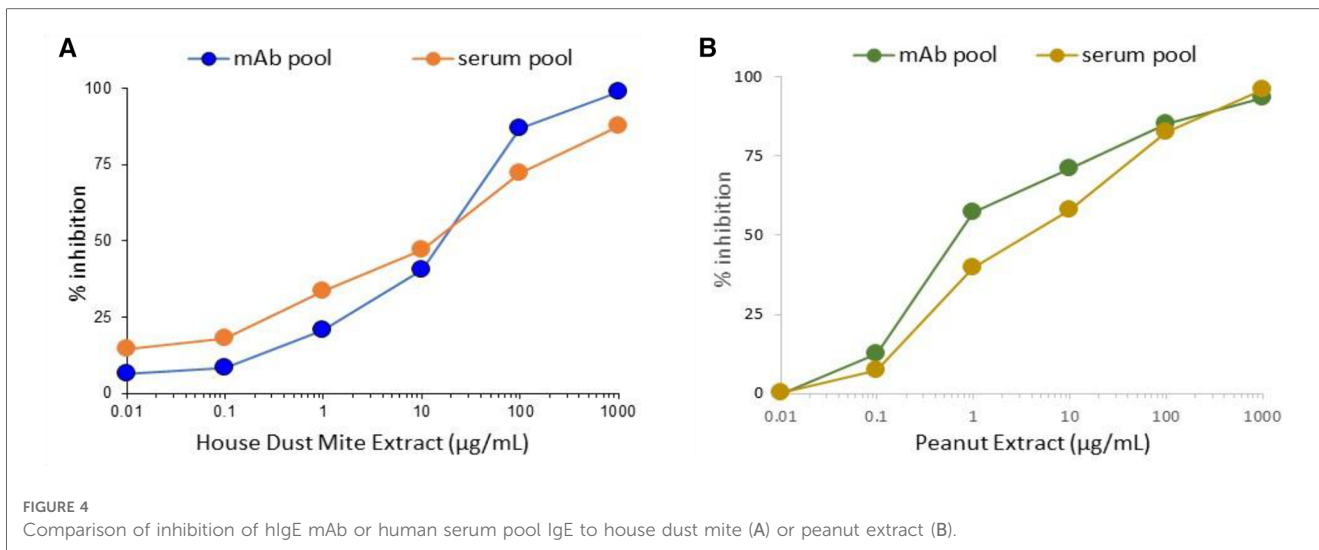 A
mAb pool
serum pool
100
75
50
25
0
% inhibition
0.01
0.1
1
10
100
1000
House Dust Mite Extract (µg/mL)
B
mAb pool
serum pool
100
75
50
25
0
% inhibition
0.01
0.1
1
10
100
1000
Peanut Extract (µg/mL)
FIGURE 4
Comparison of inhibition of hIgE mAb or human serum pool IgE to house dust mite (A) or peanut extract (B).